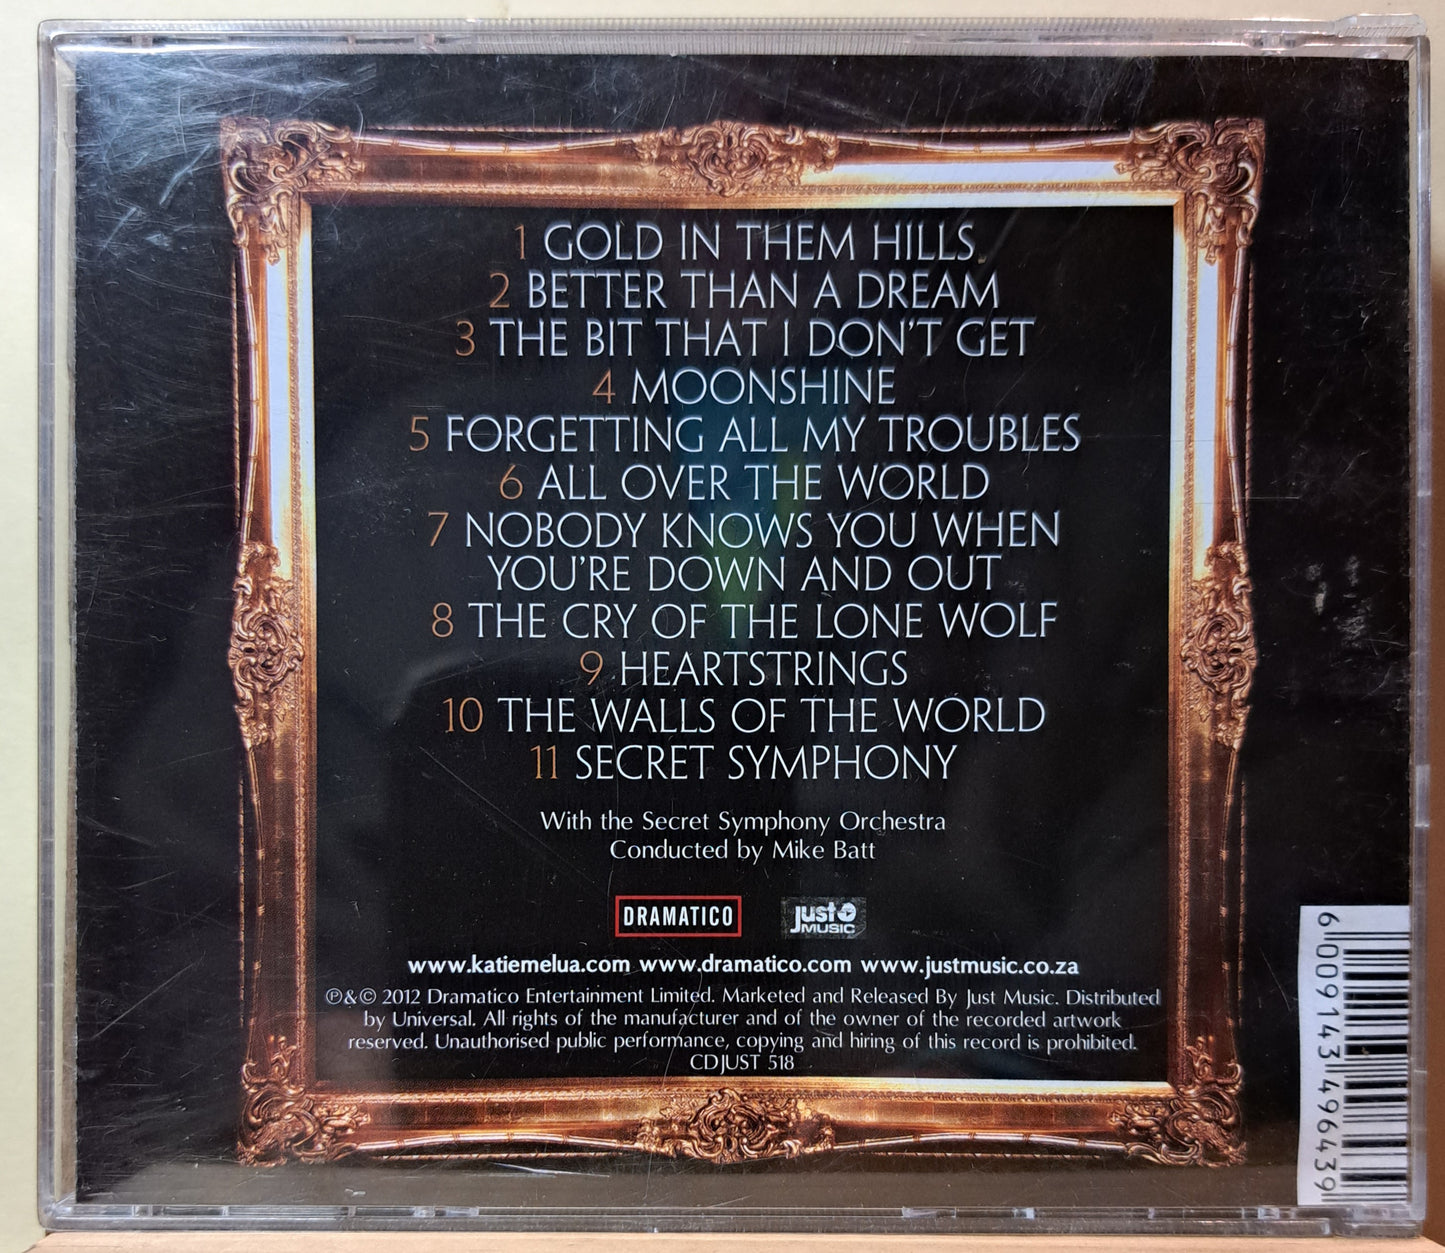 1 GOLD IN THEM HILLS
2 BETTER THAN A DREAM
3 THE BIT THAT I DON'T GET
4 MOONSHINE
5 FORGETTING ALL MY TROUBLES
6 ALL OVER THE WORLD
7 NOBODY KNOWS YOU WHEN
YOU'RE DOWN AND OUT
8 THE CRY OF THE LONE WOLF
9 HEARTSTRINGS
10 THE WALLS OF THE WORLD
11 SECRET SYMPHONY
With the Secret Symphony Orchestra
Conducted by Mike Batt
DRAMATICO
just MUSIC
www.katiemelua.com www.dramatico.com www.justmusic.co.za
℗&© 2012 Dramatico Entertainment Limited. Marketed and Released By Just Music. Distributed
by Universal. All rights of the manufacturer and of the owner of the recorded artwork
reserved. Unauthorised public performance, copying and hiring of this record is prohibited.
CDJUST 518
6 009143 496439